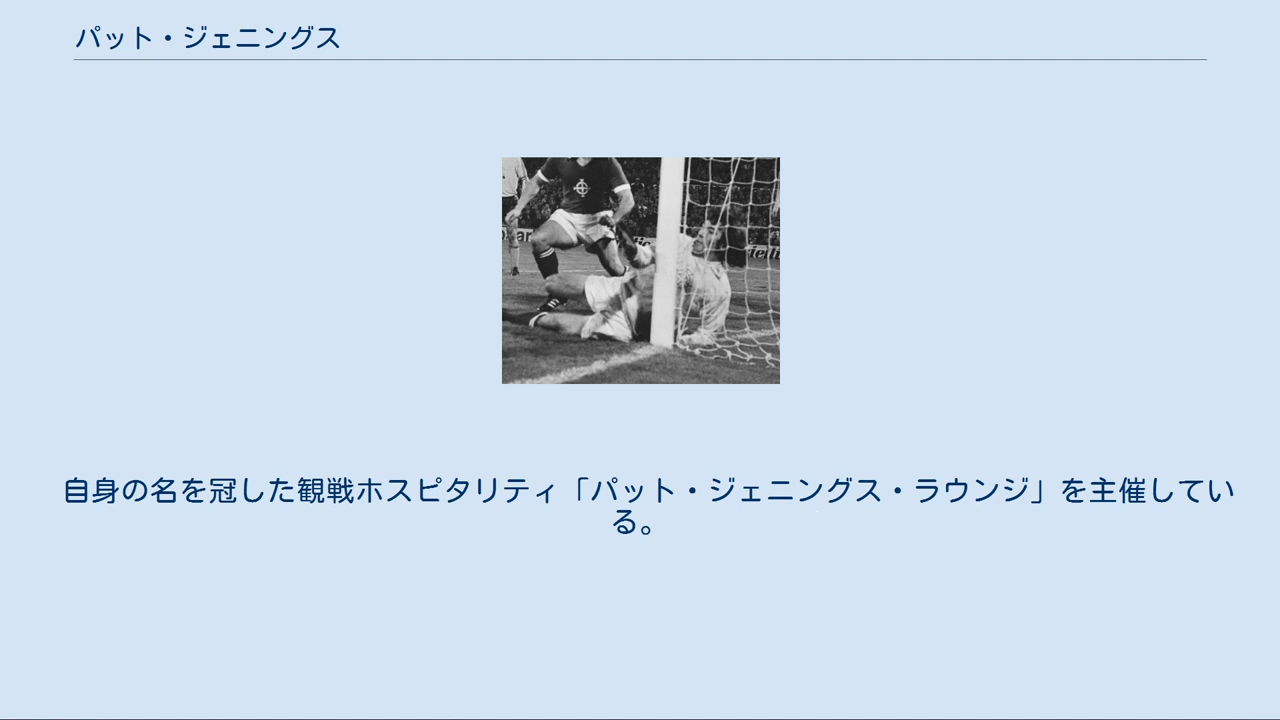 パット・ジェニングス
自身の名を冠した観戦ホスピタリティ「パット・ジェニングス・ラウンジ」を主催してい
る。